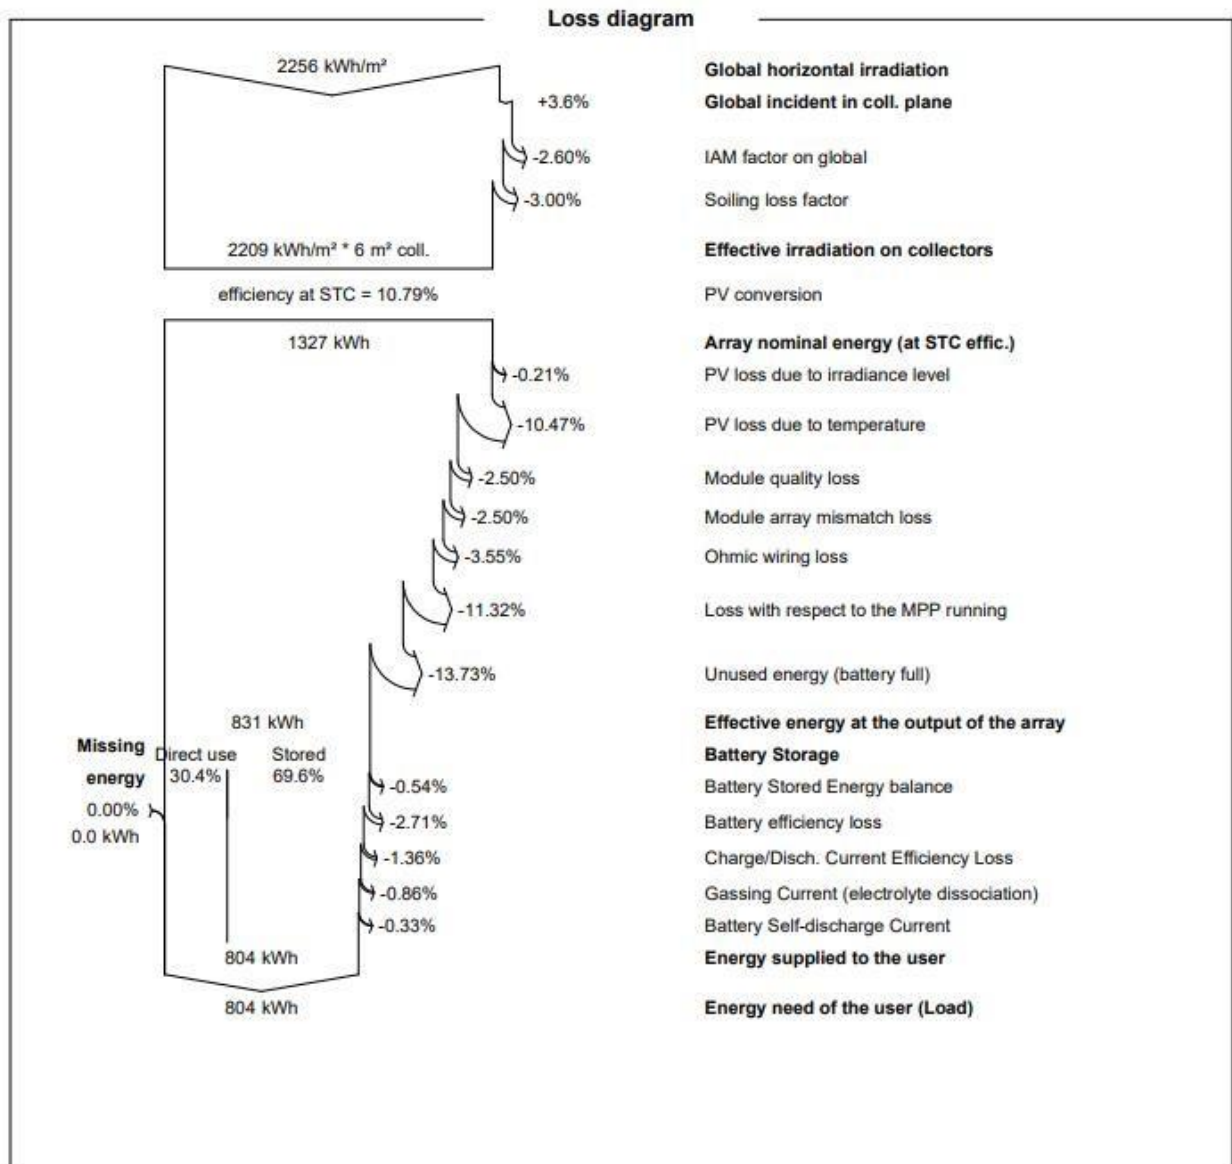 Loss diagram
2256 kWh/m² Global horizontal irradiation
+3.6% Global incident in coll. plane
-2.60% IAM factor on global
-3.00% Soiling loss factor
2209 kWh/m² * 6 m² coll. Effective irradiation on collectors
efficiency at STC = 10.79% PV conversion
1327 kWh Array nominal energy (at STC effic.)
-0.21% PV loss due to irradiance level
-10.47% PV loss due to temperature
-2.50% Module quality loss
-2.50% Module array mismatch loss
-3.55% Ohmic wiring loss
-11.32% Loss with respect to the MPP running
-13.73% Unused energy (battery full)
831 kWh Effective energy at the output of the array
Missing Direct use Stored Battery Storage
energy 30.4% 69.6%
-0.54% Battery Stored Energy balance
0.00%
-2.71% Battery efficiency loss
0.0 kWh
-1.36% Charge/Disch. Current Efficiency Loss
-0.86% Gassing Current (electrolyte dissociation)
-0.33% Battery Self-discharge Current
804 kWh Energy supplied to the user
804 kWh Energy need of the user (Load)